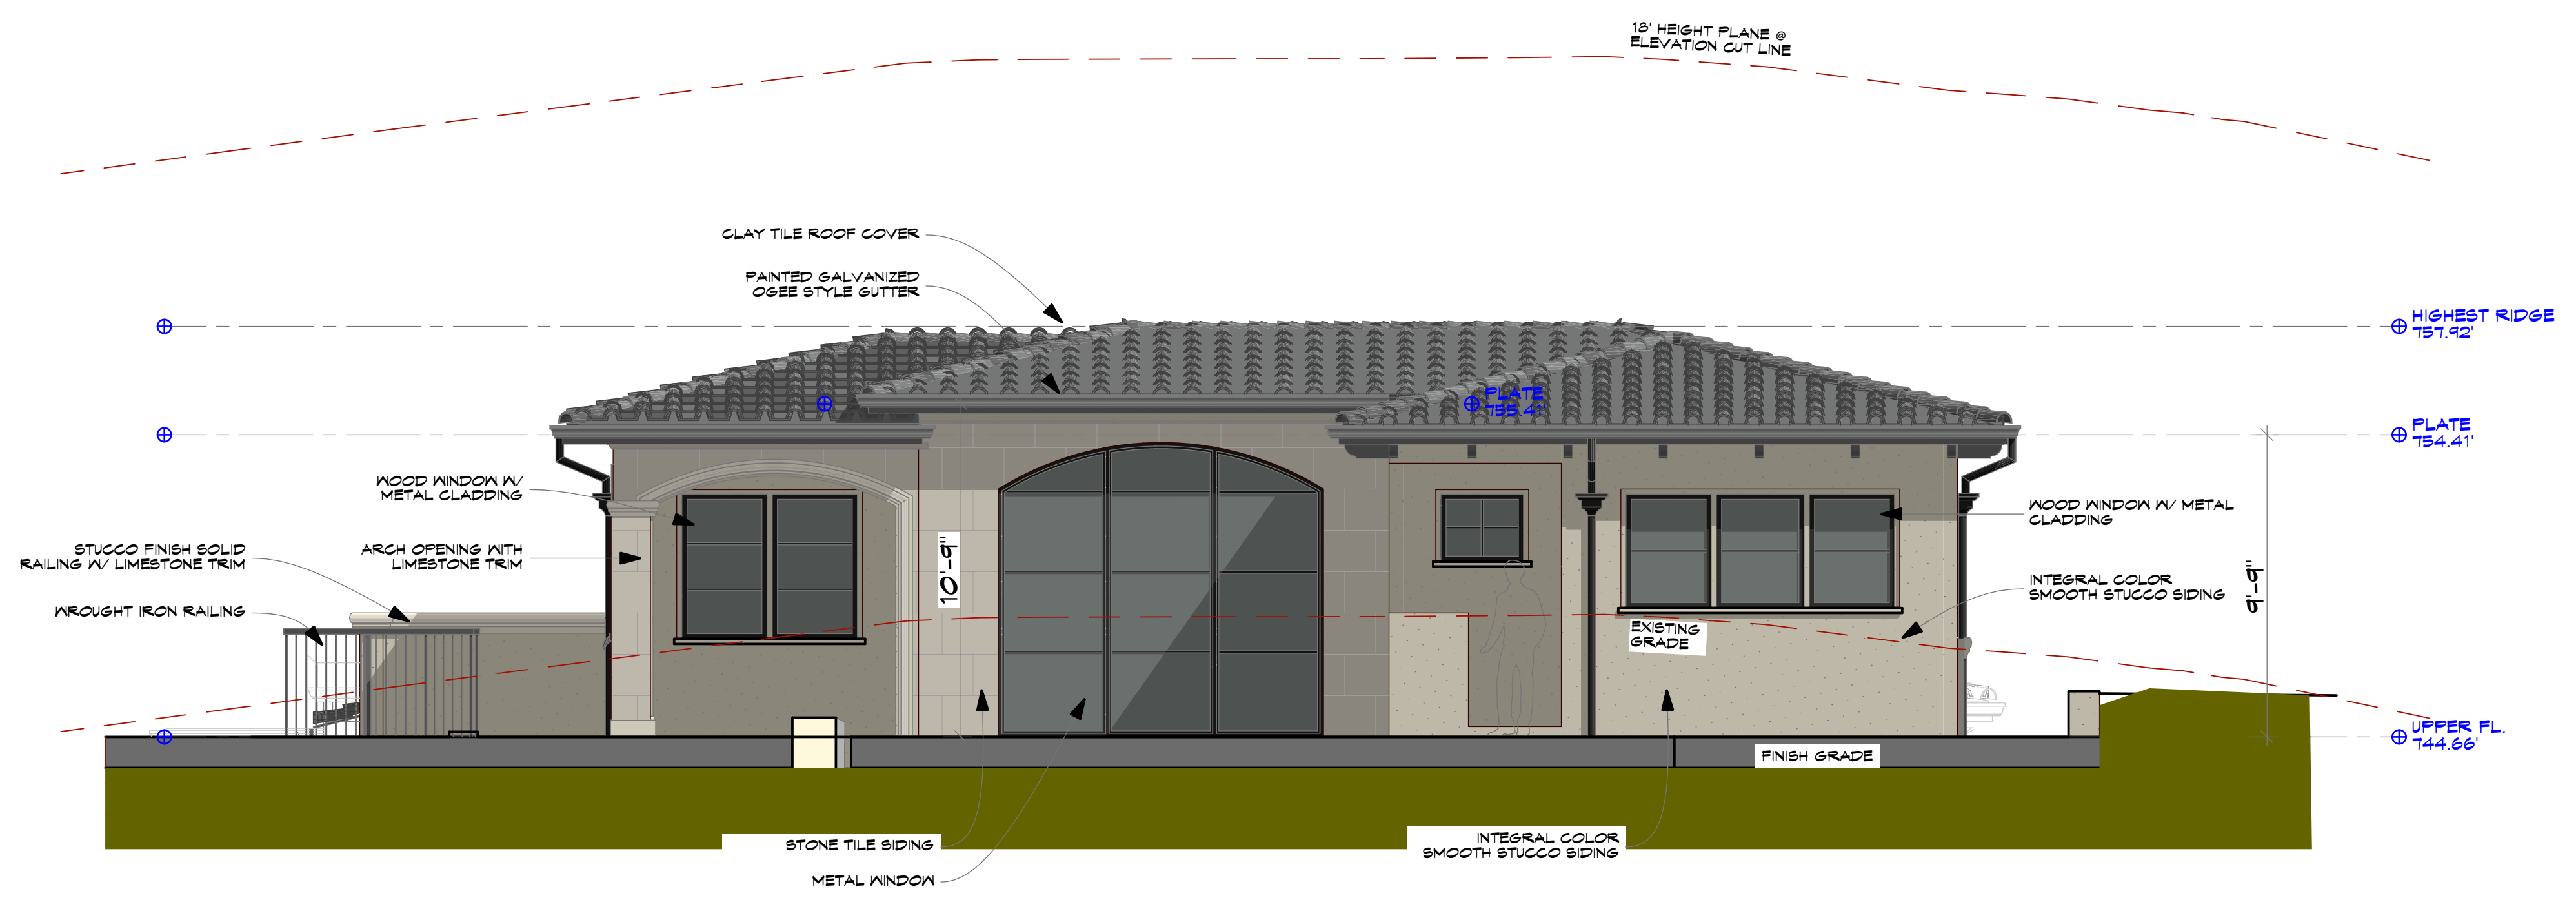 18' HEIGHT PLANE @
ELEVATION CUT LINE
CLAY TILE ROOF COVER
PAINTED GALVANIZED
OGEE STYLE GUTTER
HIGHEST RIDGE
757.92'
PLATE
755.41'
PLATE
754.41'
WOOD WINDOW W/
METAL CLADDING
WOOD WINDOW W/ METAL
CLADDING
STUCCO FINISH SOLID
RAILING W/ LIMESTONE TRIM
ARCH OPENING WITH
LIMESTONE TRIM
10'-9"
9'-9"
INTEGRAL COLOR
SMOOTH STUCCO SIDING
WROUGHT IRON RAILING
EXISTING
GRADE
UPPER FL.
744.66'
FINISH GRADE
STONE TILE SIDING
INTEGRAL COLOR
SMOOTH STUCCO SIDING
METAL WINDOW